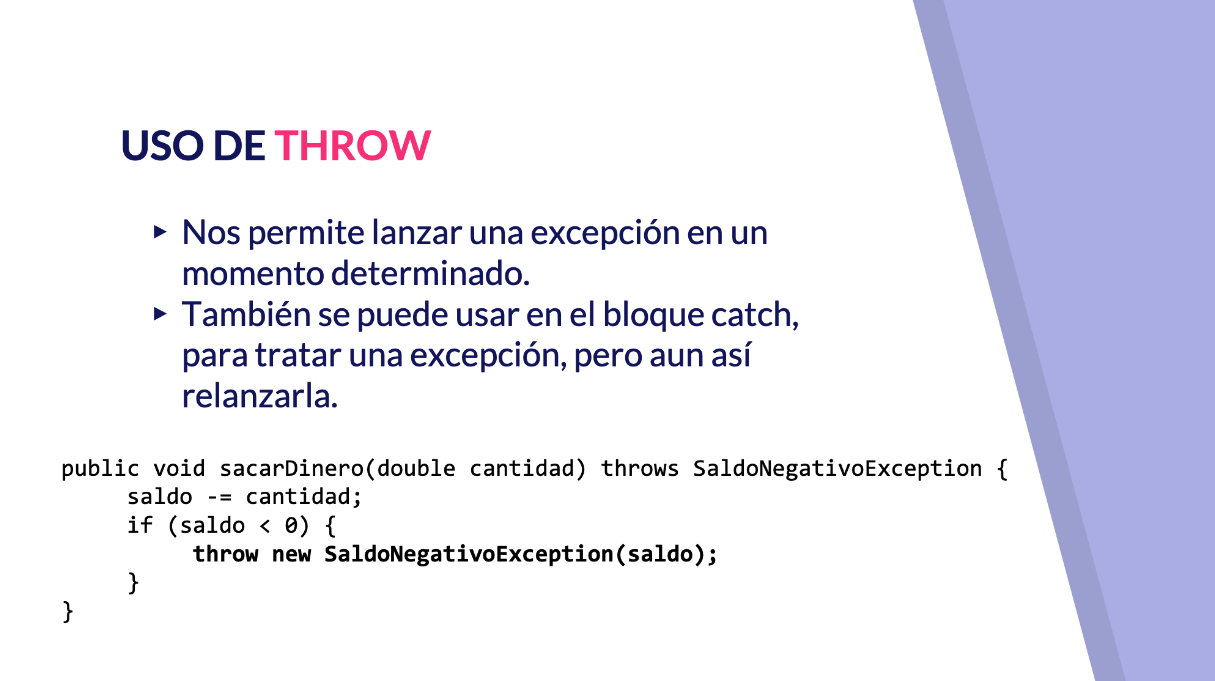 USO DE THROW
▸ Nos permite lanzar una excepción en un
momento determinado.
▸ También se puede usar en el bloque catch,
para tratar una excepción, pero aun así
relanzarla.
public void sacarDinero(double cantidad) throws SaldoNegativoException {
     saldo -= cantidad;
     if (saldo < 0) {
          throw new SaldoNegativoException(saldo);
     }
}